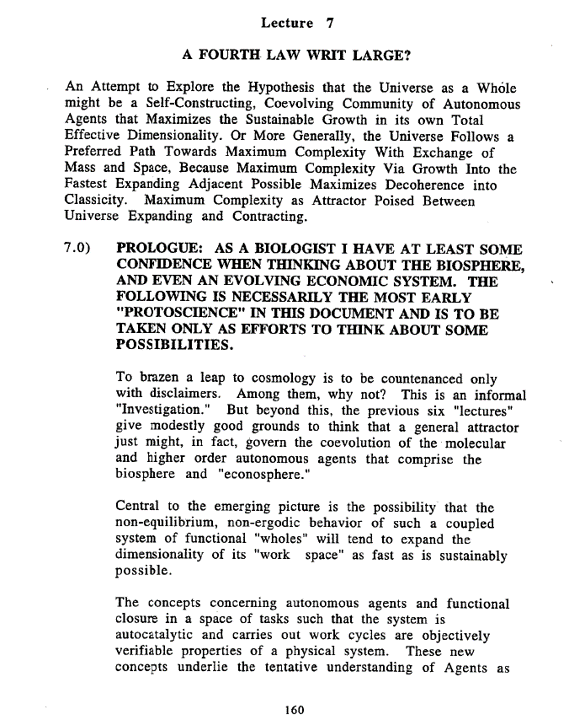 Lecture 7
A FOURTH LAW WRIT LARGE?
An Attempt to Explore the Hypothesis that the Universe as a Whole
might be a Self-Constructing, Coevolving Community of Autonomous
Agents that Maximizes the Sustainable Growth in its own Total
Effective Dimensionality. Or More Generally, the Universe Follows a
Preferred Path Towards Maximum Complexity With Exchange of
Mass and Space, Because Maximum Complexity Via Growth Into the
Fastest Expanding Adjacent Possible Maximizes Decoherence into
Classicity. Maximum Complexity as Attractor Poised Between
Universe Expanding and Contracting.
7.0) PROLOGUE: AS A BIOLOGIST I HAVE AT LEAST SOME
CONFIDENCE WHEN THINKING ABOUT THE BIOSPHERE,
AND EVEN AN EVOLVING ECONOMIC SYSTEM. THE
FOLLOWING IS NECESSARILY THE MOST EARLY
"PROTOSCIENCE" IN THIS DOCUMENT AND IS TO BE
TAKEN ONLY AS EFFORTS TO THINK ABOUT SOME
POSSIBILITIES.
To brazen a leap to cosmology is to be countenanced only
with disclaimers. Among them, why not? This is an informal
"Investigation." But beyond this, the previous six "lectures"
give modestly good grounds to think that a general attractor
just might, in fact, govern the coevolution of the molecular
and higher order autonomous agents that comprise the
biosphere and "econosphere."
Central to the emerging picture is the possibility that the
non-equilibrium, non-ergodic behavior of such a coupled
system of functional "wholes" will tend to expand the
dimensionality of its "work space" as fast as is sustainably
possible.
The concepts concerning autonomous agents and functional
closure in a space of tasks such that the system is
autocatalytic and carries out work cycles are objectively
verifiable properties of a physical system. These new
concepts underlie the tentative understanding of Agents as
160